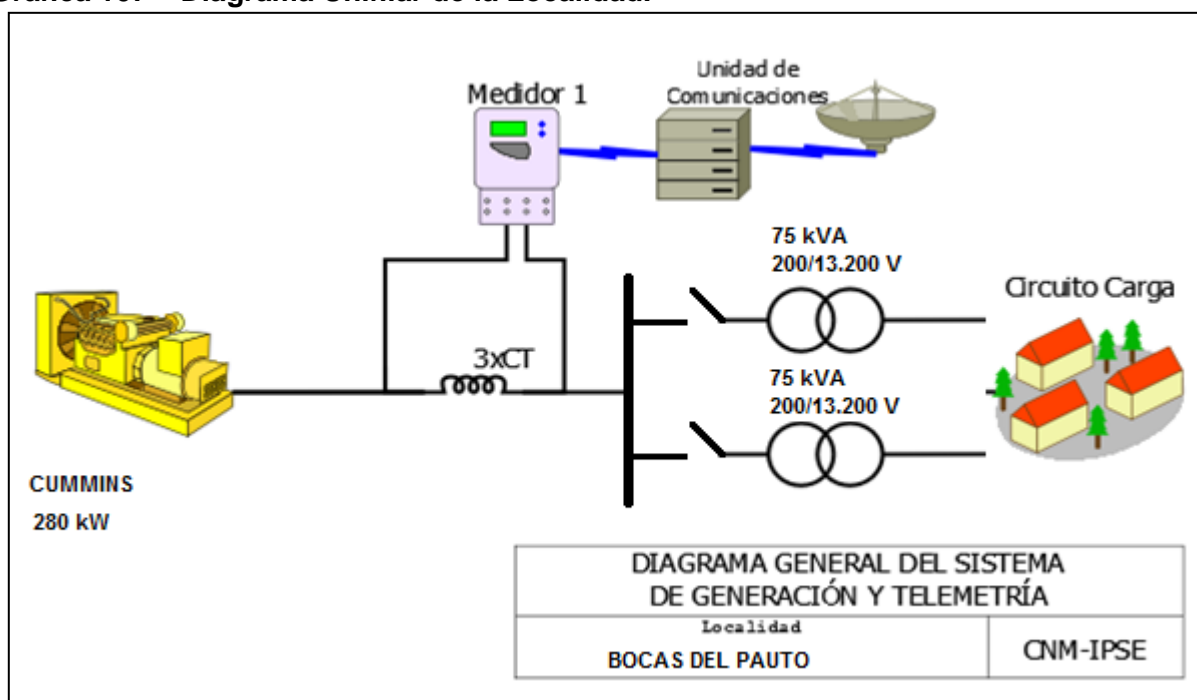 Medidor 1
Unidad de
Comunicaciones
75 kVA
200/13.200 V
Circuito Carga
3xCT
75 kVA
200/13.200 V
CUMMINS
280 kW
DIAGRAMA GENERAL DEL SISTEMA
DE GENERACIÓN Y TELEMETRÍA
Localidad
BOCAS DEL PAUTO
CNM-IPSE